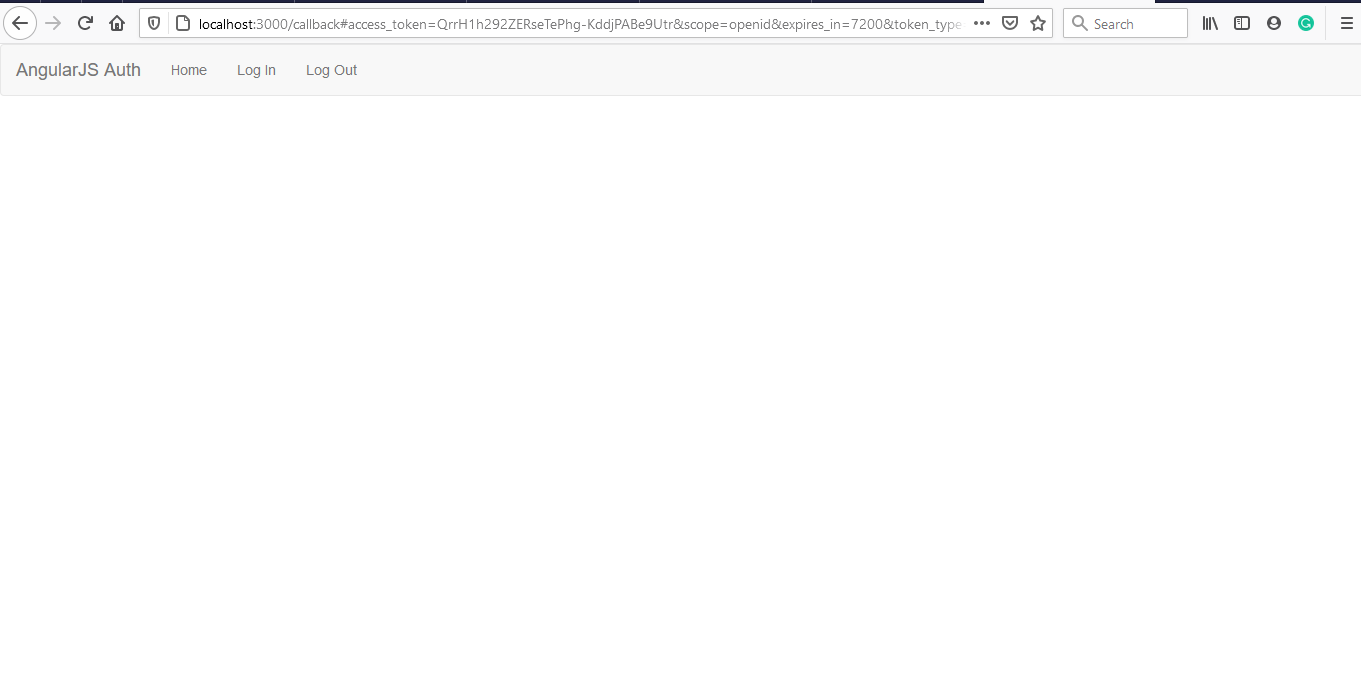 localhost:3000/callback#access_token=QrrH1h292ZERseTePhg-KddjPABe9Utr&scope=openid&expires_in=7200&token_type
Search
AngularJS Auth Home Log In Log Out